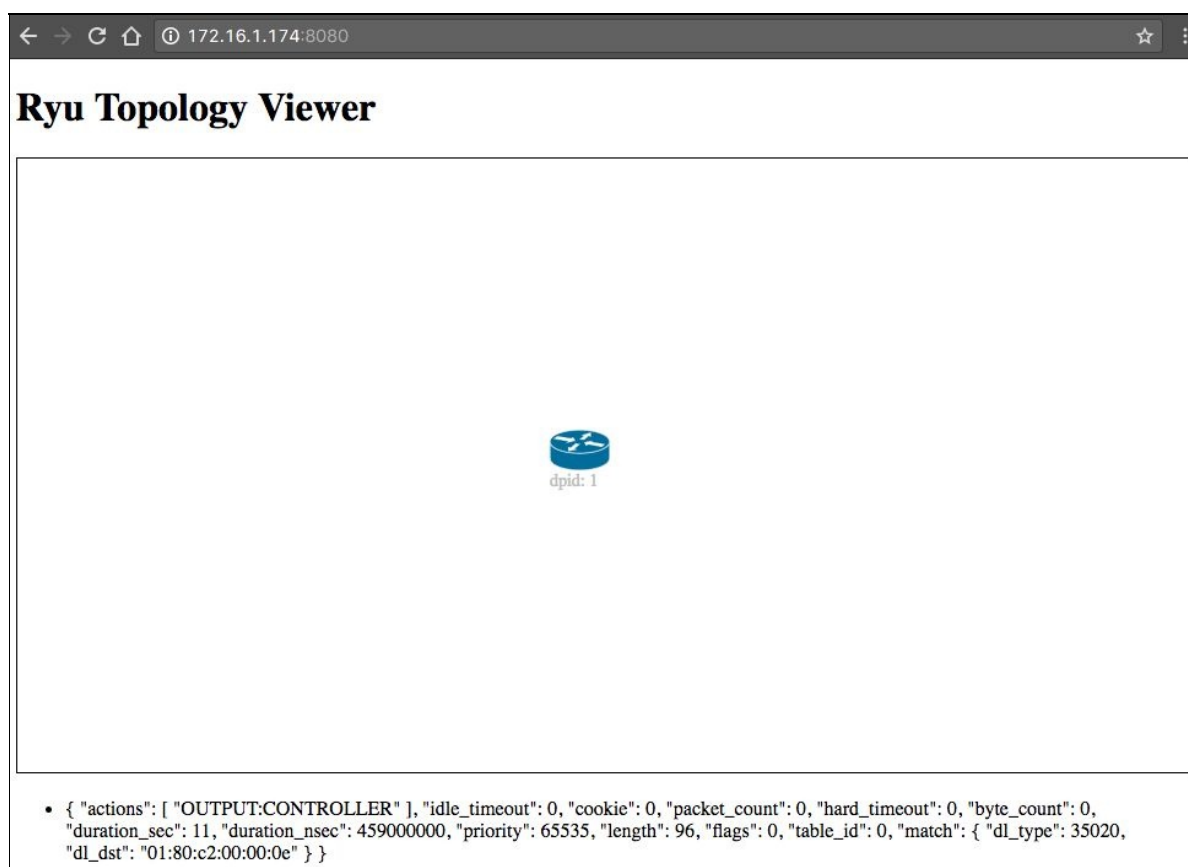 172.16.1.174:8080
Ryu Topology Viewer
dpid: 1
• { "actions": [ "OUTPUT:CONTROLLER" ], "idle_timeout": 0, "cookie": 0, "packet_count": 0, "hard_timeout": 0, "byte_count": 0,
"duration_sec": 11, "duration_nsec": 459000000, "priority": 65535, "length": 96, "flags": 0, "table_id": 0, "match": { "dl_type": 35020,
"dl_dst": "01:80:c2:00:00:0e" } }